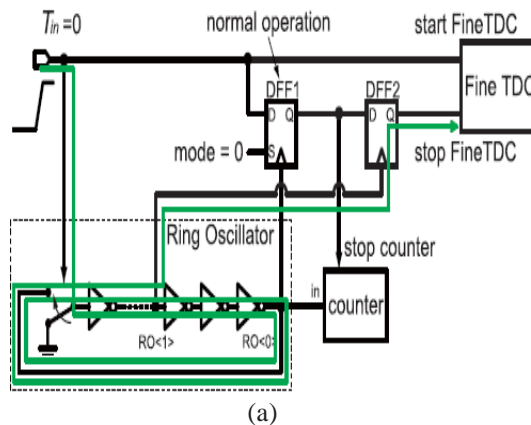 T_in =0
normal operation
start FineTDC
DFF1
DFF2
D Q
D Q
S
Fine TDC
mode = 0
stop FineTDC
Ring Oscillator
stop counter
in
counter
RO<1>
RO<0>
(a)